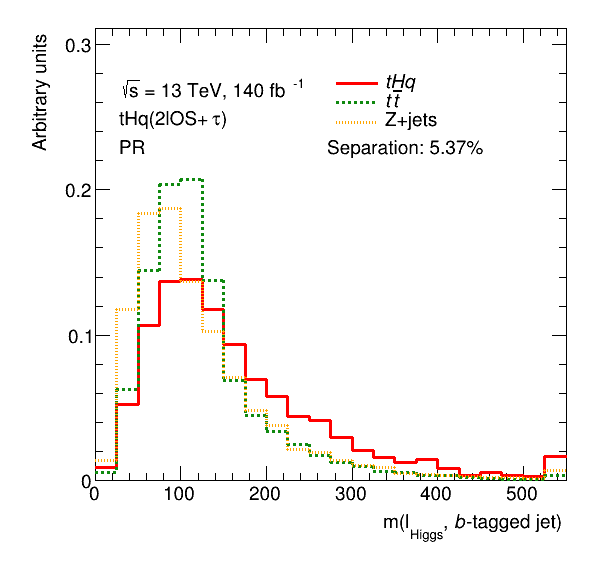 Arbitrary units
0.3
0.2
0.1
0
√s = 13 TeV, 140 fb⁻¹
tHq(2lOS+ τ)
PR
tHq
tt̅
Z+jets
Separation: 5.37%
0 100 200 300 400 500
m(l_Higgs, b-tagged jet)